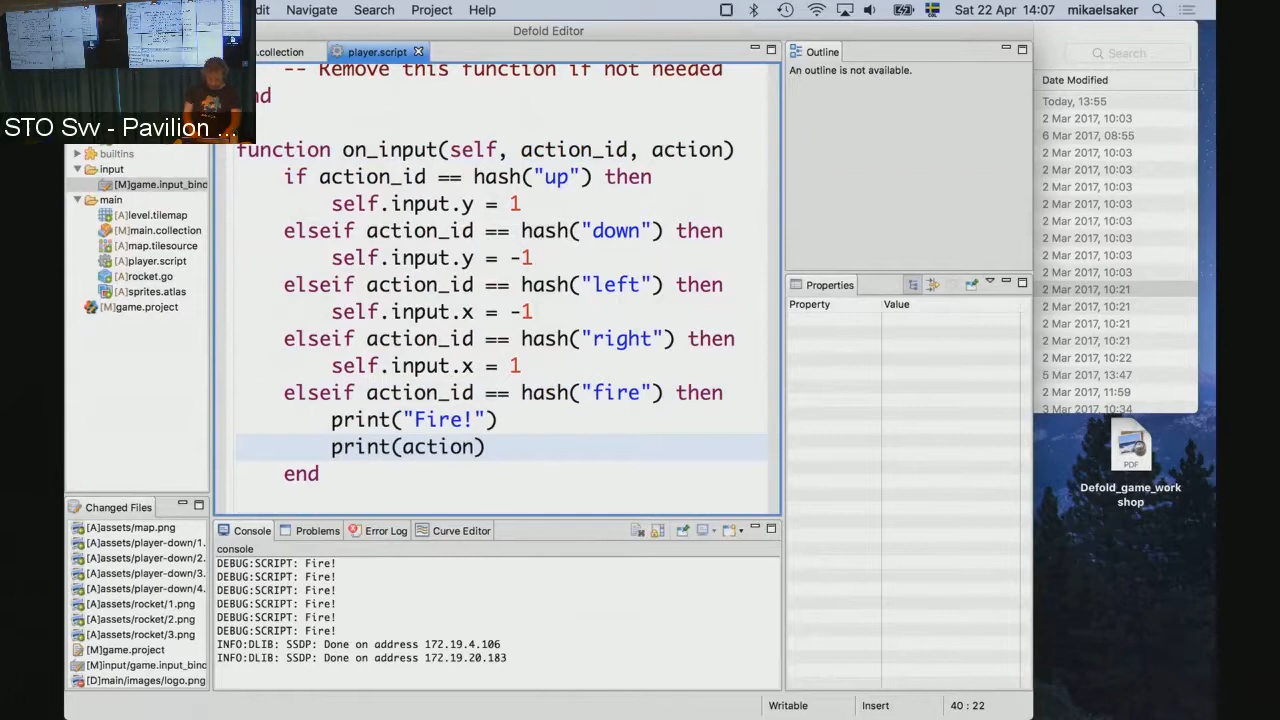 dit Navigate Search Project Help
Sat 22 Apr 14:07 mikaelsaker
Defold Editor
STO Svv - Pavilion ...
.collection player.script
-- Remove this function if not needed
nd
function on_input(self, action_id, action)
if action_id == hash("up") then
self.input.y = 1
elseif action_id == hash("down") then
self.input.y = -1
elseif action_id == hash("left") then
self.input.x = -1
elseif action_id == hash("right") then
self.input.x = 1
elseif action_id == hash("fire") then
print("Fire!")
print(action)
end
builtins
input
[M]game.input_bind
main
[A]level.tilemap
[M]main.collection
[A]map.tilesource
[A]player.script
[A]rocket.go
[A]sprites.atlas
[M]game.project
Changed Files
[A]assets/map.png
[A]assets/player-down/1.
[A]assets/player-down/2.
[A]assets/player-down/3.
[A]assets/player-down/4.
[A]assets/rocket/1.png
[A]assets/rocket/2.png
[A]assets/rocket/3.png
[M]game.project
[M]input/game.input_bind
[D]main/images/logo.png
Console Problems Error Log Curve Editor
console
DEBUG:SCRIPT: Fire!
DEBUG:SCRIPT: Fire!
DEBUG:SCRIPT: Fire!
DEBUG:SCRIPT: Fire!
DEBUG:SCRIPT: Fire!
DEBUG:SCRIPT: Fire!
INFO:DLIB: SSDP: Done on address 172.19.4.106
INFO:DLIB: SSDP: Done on address 172.19.20.183
Outline
An outline is not available.
Properties
Property Value
Writable Insert 40 : 22
Search
Date Modified
Today, 13:55
2 Mar 2017, 10:03
6 Mar 2017, 08:55
2 Mar 2017, 10:03
2 Mar 2017, 10:03
2 Mar 2017, 10:03
2 Mar 2017, 10:03
2 Mar 2017, 10:03
2 Mar 2017, 10:03
2 Mar 2017, 10:03
2 Mar 2017, 10:03
2 Mar 2017, 10:21
2 Mar 2017, 10:21
2 Mar 2017, 10:21
2 Mar 2017, 10:21
2 Mar 2017, 10:22
5 Mar 2017, 13:47
2 Mar 2017, 11:59
3 Mar 2017, 10:34
PDF
Defold_game_work
shop